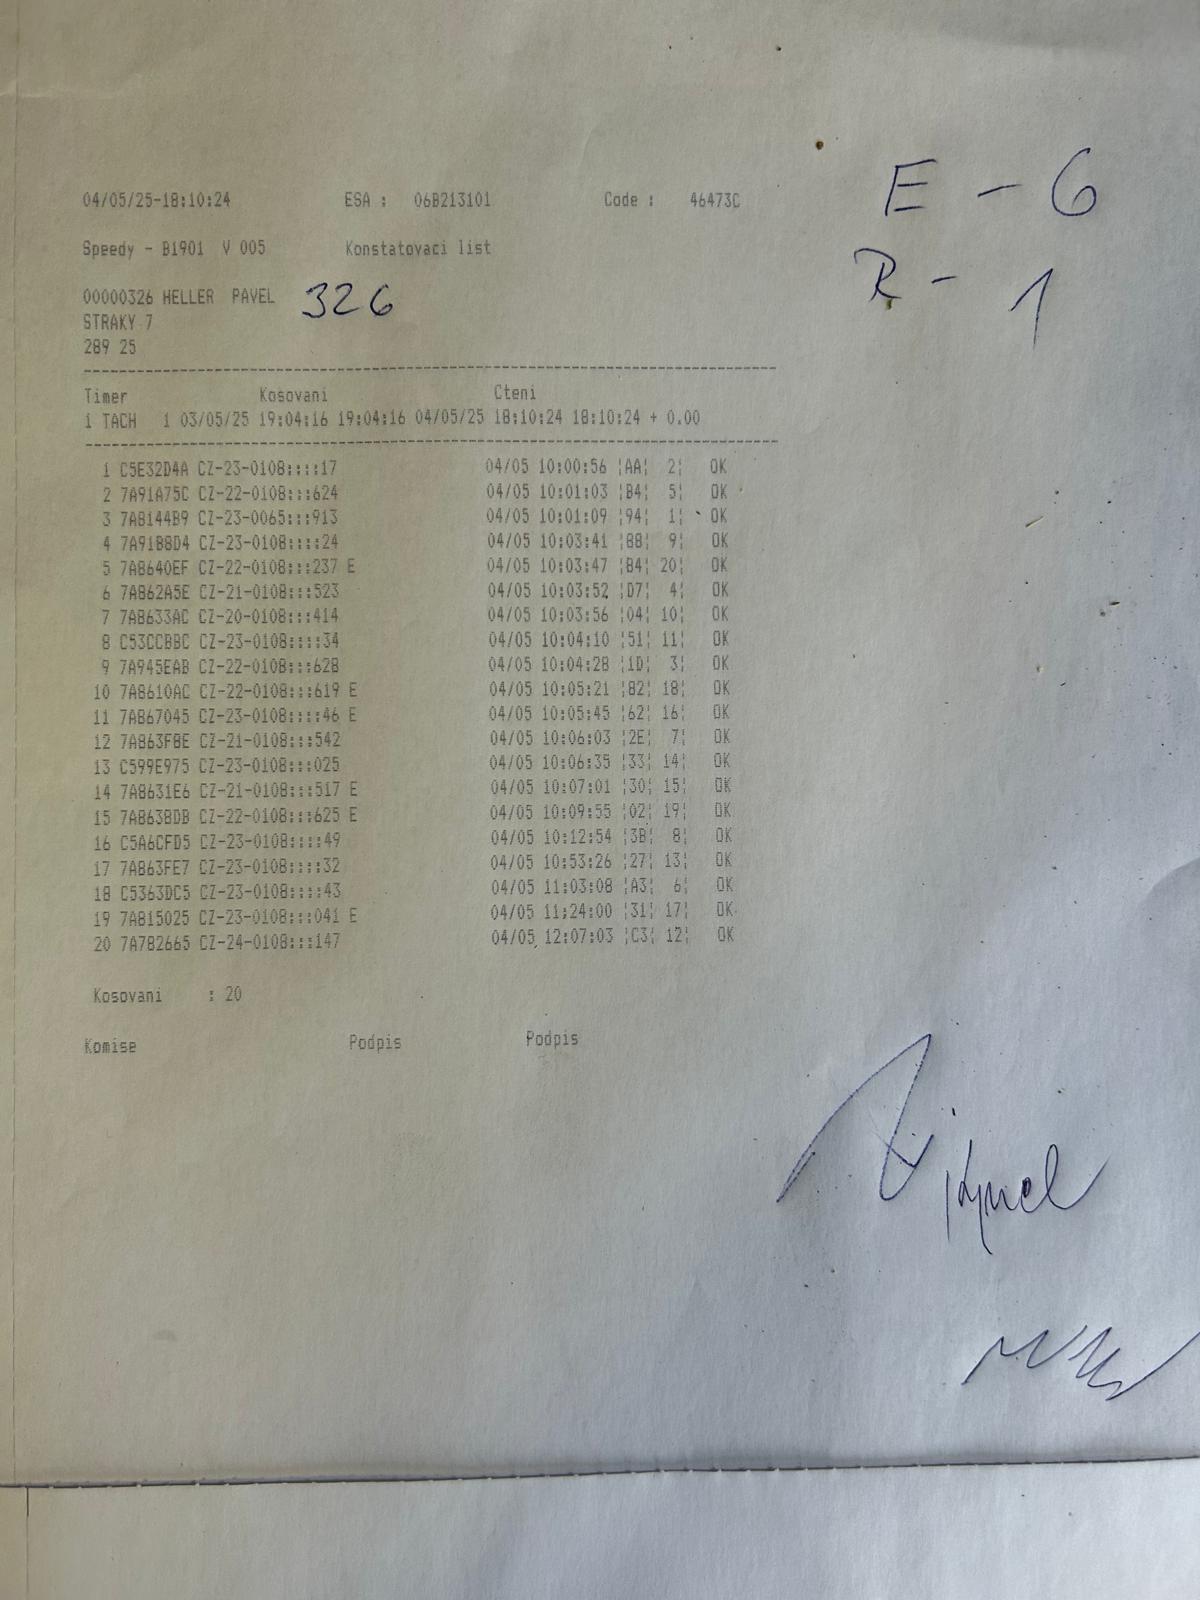 E - 6
04/05/25-18:10:24 ESA : 06B213101 Code : 46473C
R - 1
Speedy - B1901 V 005 Konstatovaci list
00000326 HELLER PAVEL 326
STRAKY 7
289 25
Timer Kosovani Cteni
1 TACH 1 03/05/25 19:04:16 19:04:16 04/05/25 18:10:24 18:10:24 + 0.00
1 C5E32D4A CZ-23-0108::::17 04/05 10:00:56 ¦AA¦ 2¦ OK
2 7A91A75C CZ-22-0108:::624 04/05 10:01:03 ¦B4¦ 5¦ OK
3 7A8144B9 CZ-23-0065:::913 04/05 10:01:09 ¦94¦ 1¦ OK
4 7A91B8D4 CZ-23-0108::::24 04/05 10:03:41 ¦88¦ 9¦ OK
5 7A8640EF CZ-22-0108:::237 E 04/05 10:03:47 ¦B4¦ 20¦ OK
6 7A862A5E CZ-21-0108:::523 04/05 10:03:52 ¦D7¦ 4¦ OK
7 7A8633AC CZ-20-0108:::414 04/05 10:03:56 ¦04¦ 10¦ OK
8 C53CCBBC CZ-23-0108::::34 04/05 10:04:10 ¦51¦ 11¦ OK
9 7A945EAB CZ-22-0108:::628 04/05 10:04:28 ¦1D¦ 3¦ OK
10 7A8610AC CZ-22-0108:::619 E 04/05 10:05:21 ¦82¦ 18¦ OK
11 7A867045 CZ-23-0108::::46 E 04/05 10:05:45 ¦62¦ 16¦ OK
12 7A863F8E CZ-21-0108:::542 04/05 10:06:03 ¦2E¦ 7¦ OK
13 C599E975 CZ-23-0108:::025 04/05 10:06:35 ¦33¦ 14¦ OK
14 7A8631E6 CZ-21-0108:::517 E 04/05 10:07:01 ¦30¦ 15¦ OK
15 7A8638DB CZ-22-0108:::625 E 04/05 10:09:55 ¦02¦ 19¦ OK
16 C5A6CFD5 CZ-23-0108::::49 04/05 10:12:54 ¦3B¦ 8¦ OK
17 7A863FE7 CZ-23-0108::::32 04/05 10:53:26 ¦27¦ 13¦ OK
18 C5363DC5 CZ-23-0108::::43 04/05 11:03:08 ¦A3¦ 6¦ OK
19 7A815025 CZ-23-0108:::041 E 04/05 11:24:00 ¦31¦ 17¦ OK
20 7A782665 CZ-24-0108:::147 04/05 12:07:03 ¦C3¦ 12¦ OK
Kosovani : 20
Komise Podpis Podpis